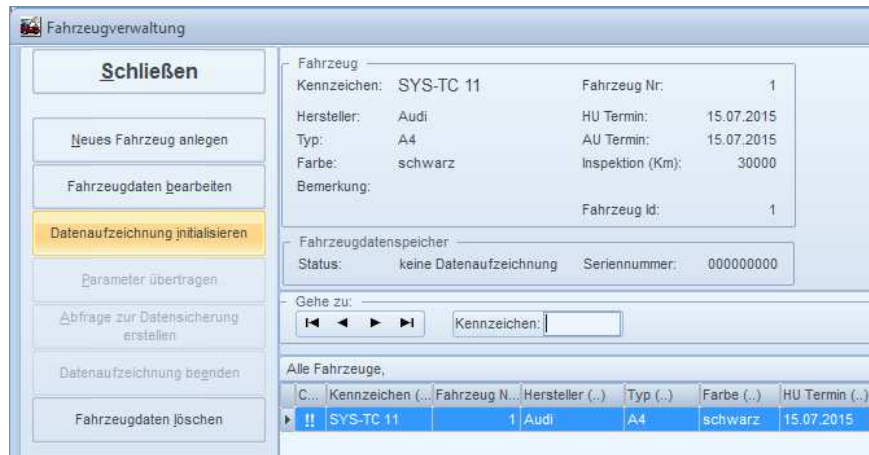 Fahrzeugverwaltung
Schließen
Neues Fahrzeug anlegen
Fahrzeugdaten bearbeiten
Datenaufzeichnung initialisieren
Parameter übertragen
Abfrage zur Datensicherung
erstellen
Datenaufzeichnung beenden
Fahrzeugdaten löschen
Fahrzeug
Kennzeichen: SYS-TC 11 Fahrzeug Nr: 1
Hersteller: Audi HU Termin: 15.07.2015
Typ: A4 AU Termin: 15.07.2015
Farbe: schwarz Inspektion (Km): 30000
Bemerkung:
Fahrzeug Id: 1
Fahrzeugdatenspeicher
Status: keine Datenaufzeichnung Seriennummer: 000000000
Gehe zu:
Kennzeichen:
Alle Fahrzeuge,
C... Kennzeichen (... Fahrzeug N... Hersteller (..) Typ (..) Farbe (..) HU Termin (..)
!! SYS-TC 11 1 Audi A4 schwarz 15.07.2015